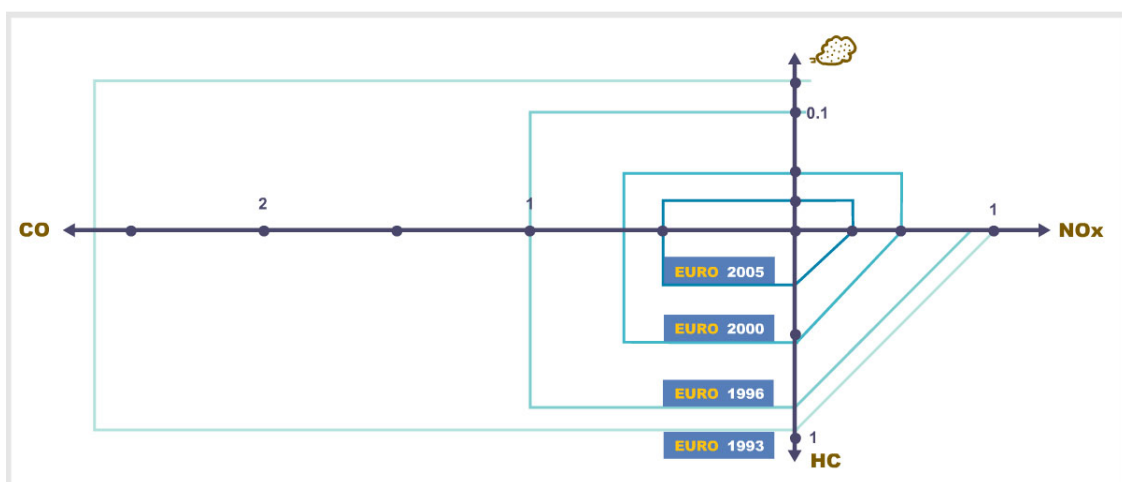 0.1
2
1
1
CO
NOx
EURO 2005
EURO 2000
EURO 1996
EURO 1993
1
HC